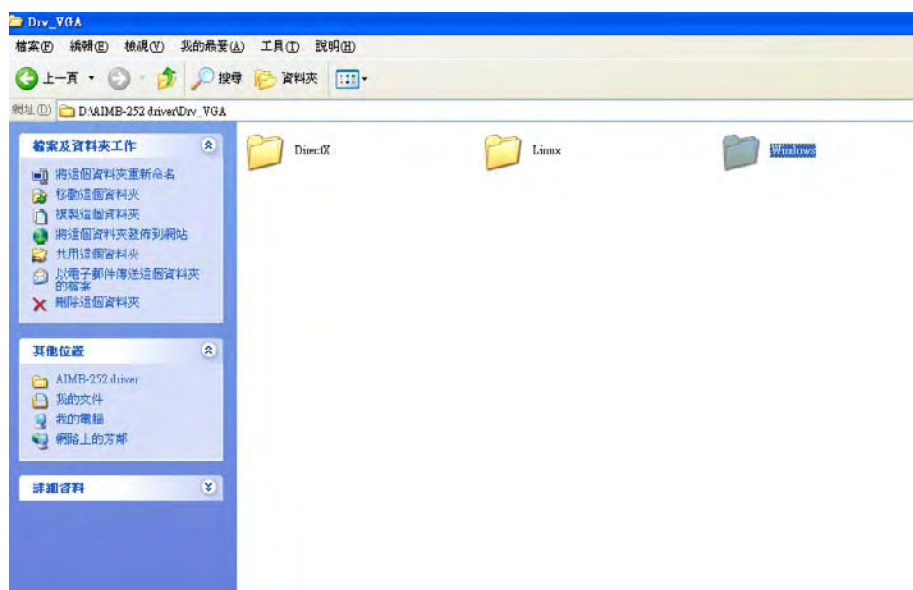 Drv_VGA
檔案(F) 編輯(E) 檢視(V) 我的最愛(A) 工具(T) 說明(H)
上一頁 搜尋 資料夾
網址(D) D:\AIMB-252 driver\Drv_VGA
檔案及資料夾工作
將這個資料夾重新命名
移動這個資料夾
複製這個資料夾
將這個資料夾發佈到網站
共用這個資料夾
以電子郵件傳送這個資料夾
的檔案
刪除這個資料夾
其他位置
AIMB-252 driver
我的文件
我的電腦
網路上的芳鄰
詳細資料
DirectX Linux Windows